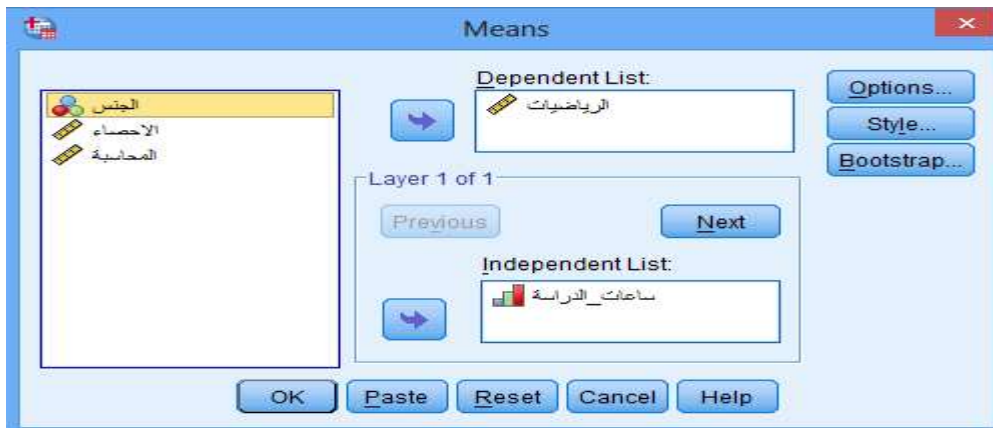 Means
الجنس
الاحصاء
المحاسبة
Dependent List:
الرياضيات
Layer 1 of 1
Previous
Next
Independent List:
ساعات_الدراسة
Options...
Style...
Bootstrap...
OK
Paste
Reset
Cancel
Help